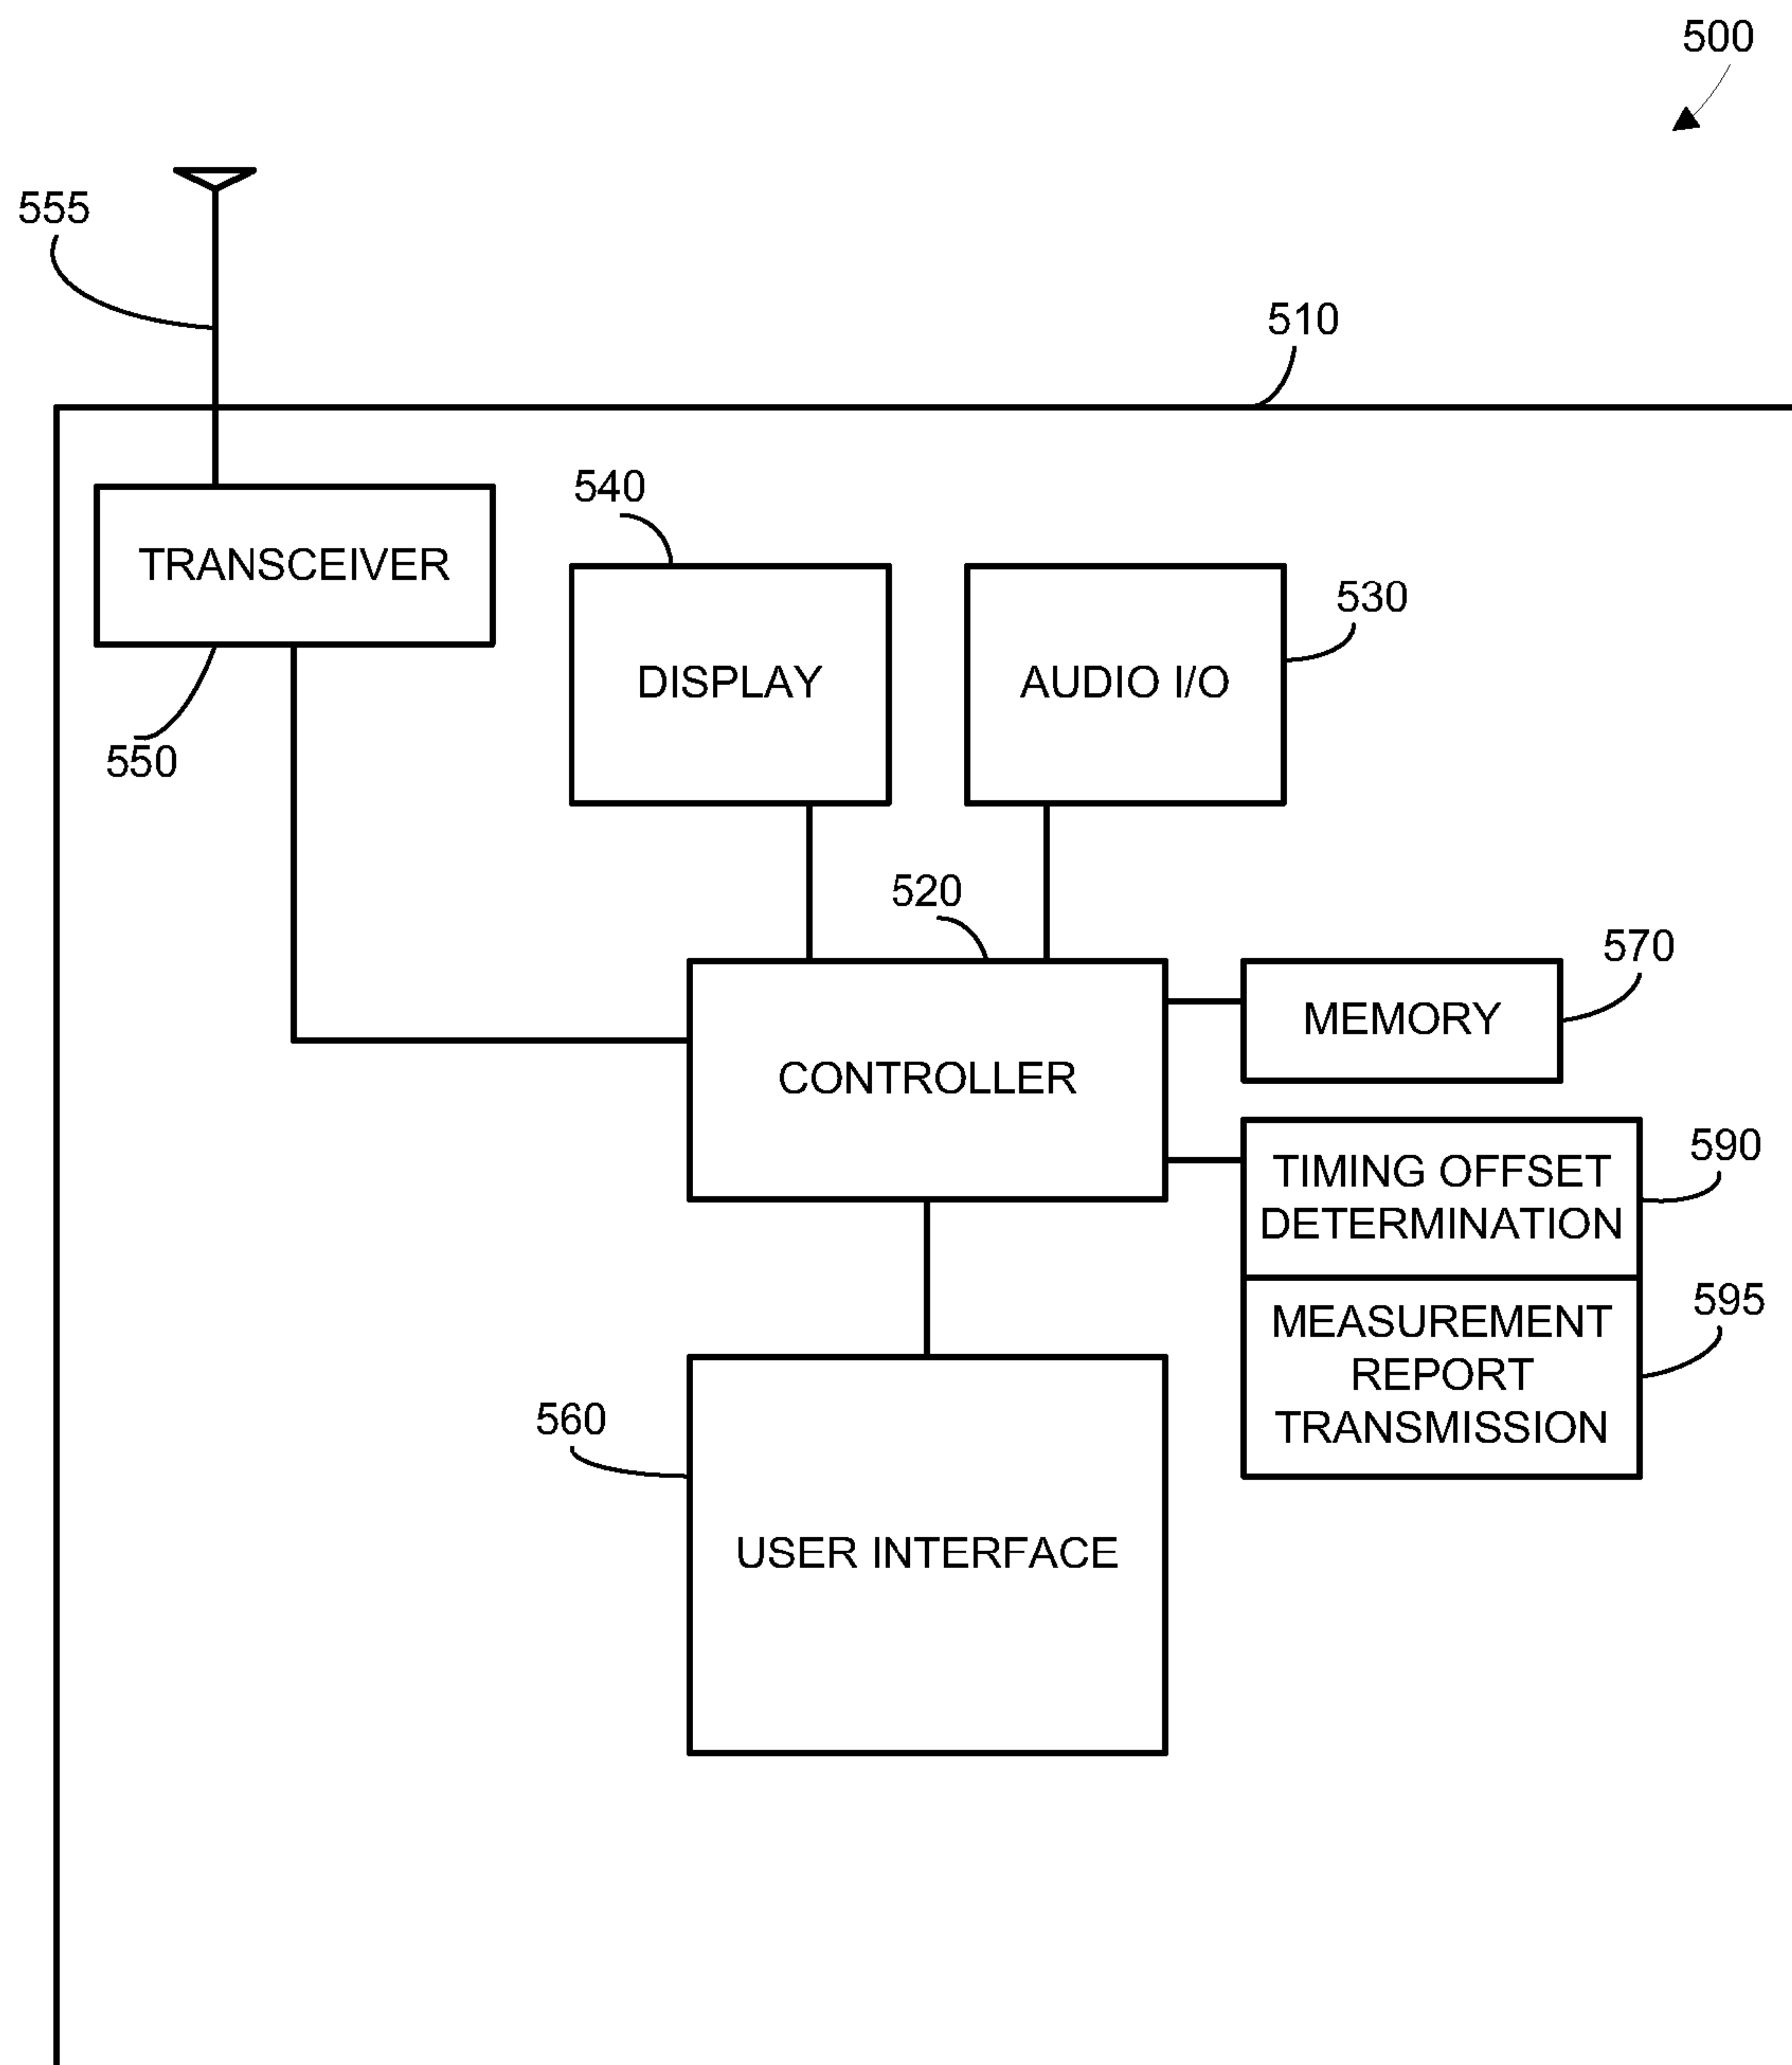 500
555
510
540
TRANSCEIVER
530
DISPLAY
AUDIO I/O
550
520
570
MEMORY
CONTROLLER
590
TIMING OFFSET
DETERMINATION
595
MEASUREMENT
REPORT
TRANSMISSION
560
USER INTERFACE